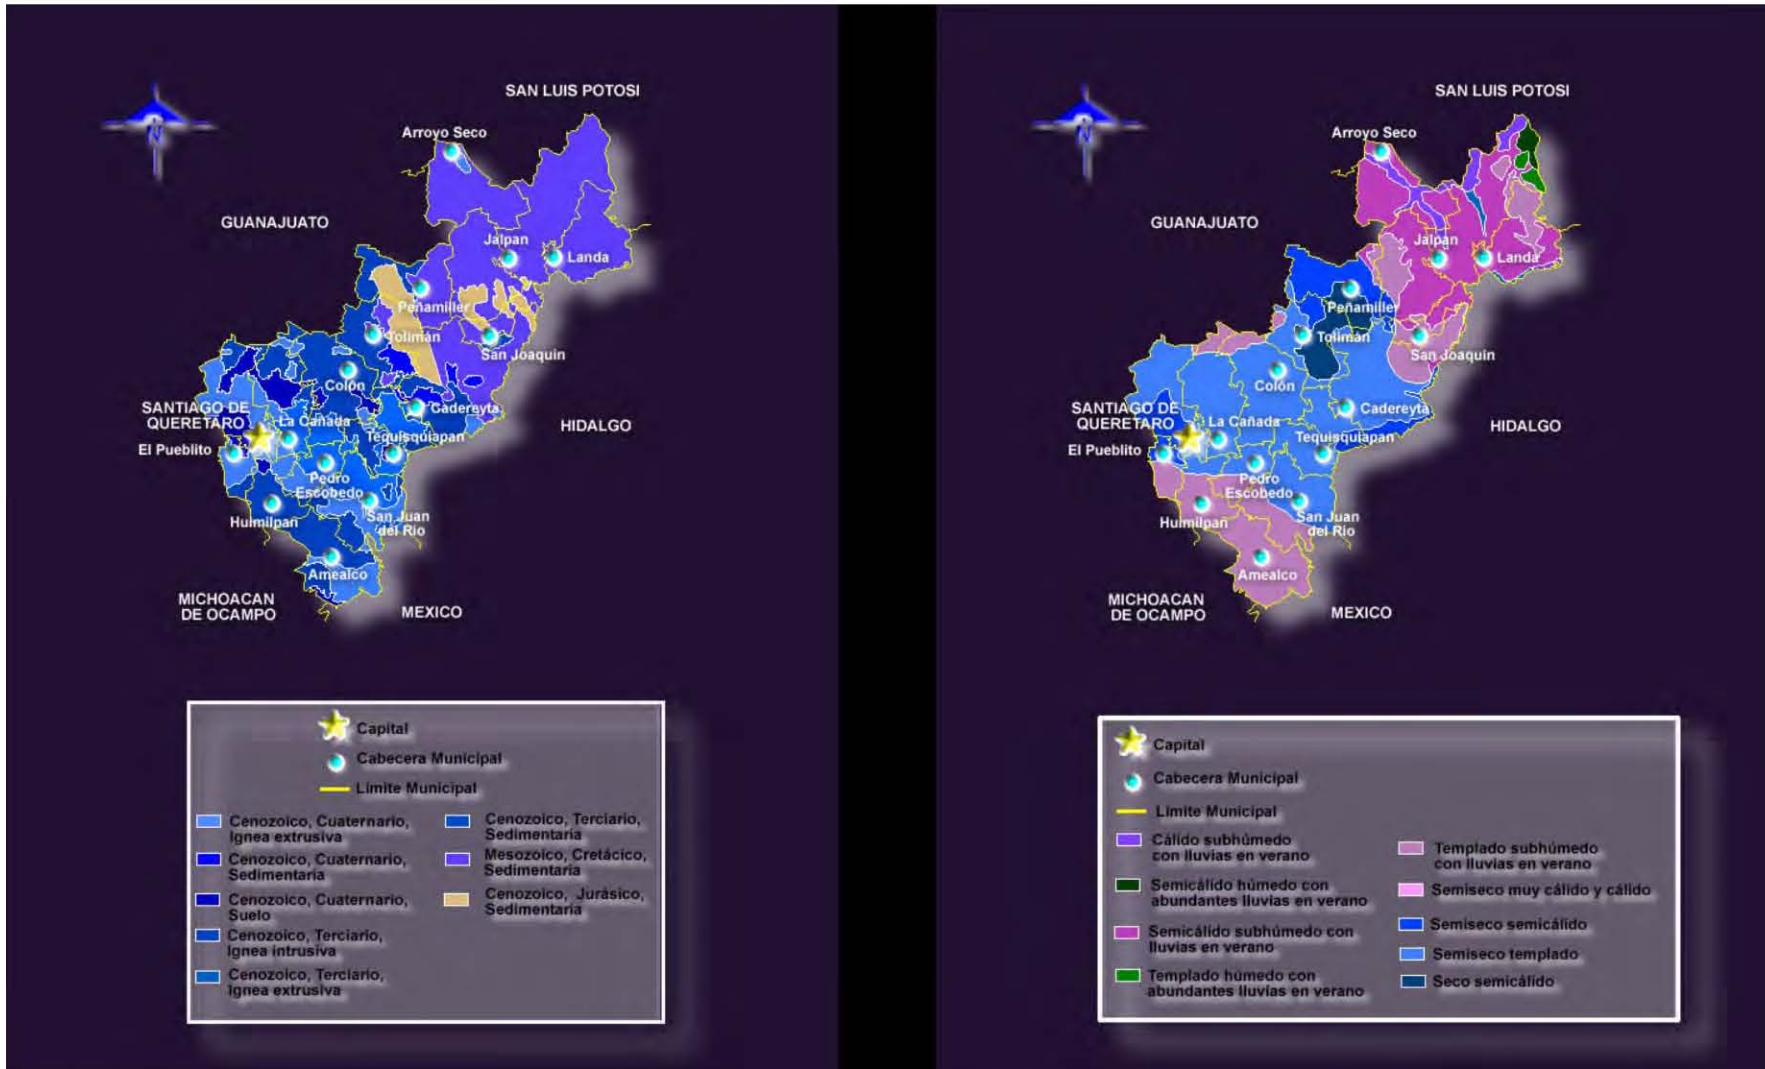 SAN LUIS POTOSI
Arroyo Seco
GUANAJUATO
Jalpan
Landa
Peñamiller
Tolimán
San Joaquín
Colón
SANTIAGO DE
QUERETARO
La Cañada
Cadereyta
HIDALGO
El Pueblito
Tequisquiapan
Pedro
Escobedo
Huimilpan
San Juan
del Río
Amealco
MICHOACAN
DE OCAMPO
MEXICO
Capital
Cabecera Municipal
Límite Municipal
Cenozoico, Cuaternario,
Ignea extrusiva
Cenozoico, Cuaternario,
Sedimentaria
Cenozoico, Cuaternario,
Suelo
Cenozoico, Terciario,
Ignea intrusiva
Cenozoico, Terciario,
Ignea extrusiva
Cenozoico, Terciario,
Sedimentaria
Mesozoico, Cretácico,
Sedimentaria
Cenozoico, Jurásico,
Sedimentaria
SAN LUIS POTOSI
Arroyo Seco
GUANAJUATO
Jalpan
Landa
Peñamiller
Tolimán
San Joaquín
Colón
SANTIAGO DE
QUERETARO
La Cañada
Cadereyta
HIDALGO
El Pueblito
Tequisquiapan
Pedro
Escobedo
Huimilpan
San Juan
del Río
Amealco
MICHOACAN
DE OCAMPO
MEXICO
Capital
Cabecera Municipal
Límite Municipal
Cálido subhúmedo
con lluvias en verano
Semicálido húmedo con
abundantes lluvias en verano
Semicálido subhúmedo con
lluvias en verano
Templado húmedo con
abundantes lluvias en verano
Templado subhúmedo
con lluvias en verano
Semiseco muy cálido y cálido
Semiseco semicálido
Semiseco templado
Seco semicálido